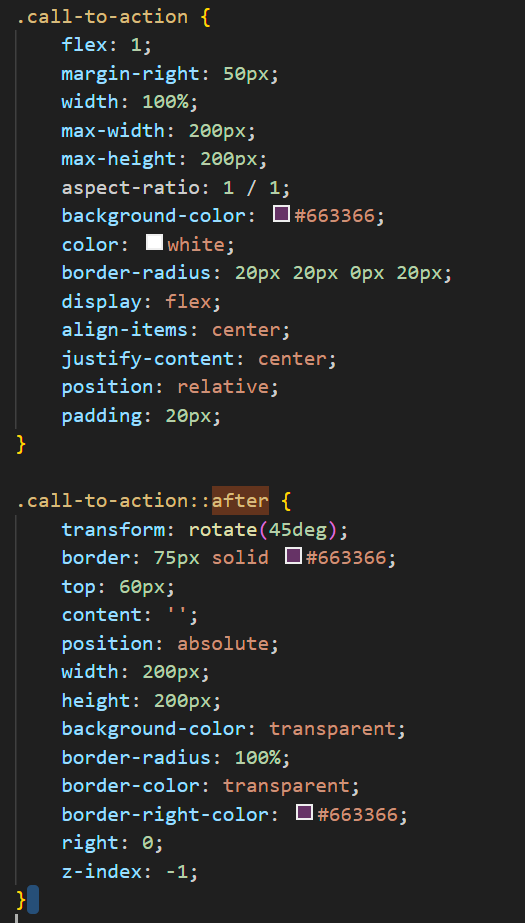 .call-to-action {
    flex: 1;
    margin-right: 50px;
    width: 100%;
    max-width: 200px;
    max-height: 200px;
    aspect-ratio: 1 / 1;
    background-color: #663366;
    color: white;
    border-radius: 20px 20px 0px 20px;
    display: flex;
    align-items: center;
    justify-content: center;
    position: relative;
    padding: 20px;
}

.call-to-action::after {
    transform: rotate(45deg);
    border: 75px solid #663366;
    top: 60px;
    content: '';
    position: absolute;
    width: 200px;
    height: 200px;
    background-color: transparent;
    border-radius: 100%;
    border-color: transparent;
    border-right-color: #663366;
    right: 0;
    z-index: -1;
}